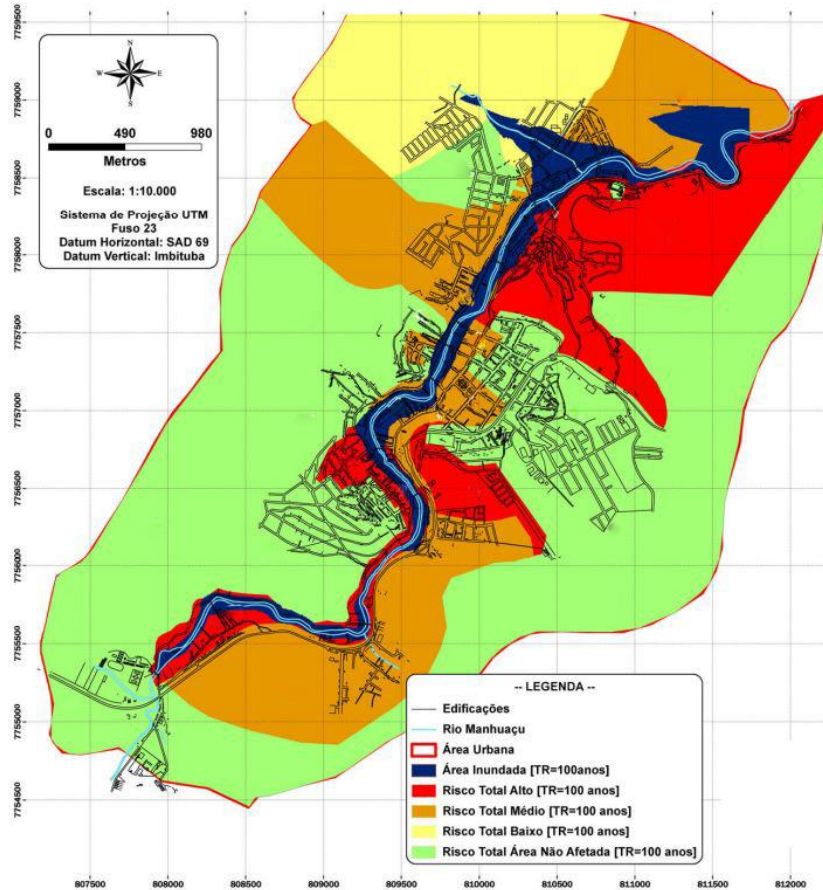 N
W E
S
0 490 980
Metros
Escala: 1:10.000
Sistema de Projeção UTM
Fuso 23
Datum Horizontal: SAD 69
Datum Vertical: Imbituba
7759500
7759000
7758500
7758000
7757500
7757000
7756500
7756000
7755500
7755000
7754500
-- LEGENDA --
Edificações
Rio Manhuaçu
Área Urbana
Área Inundada [TR=100anos]
Risco Total Alto [TR=100 anos]
Risco Total Médio [TR=100 anos]
Risco Total Baixo [TR=100 anos]
Risco Total Área Não Afetada [TR=100 anos]
807500 808000 808500 809000 809500 810000 810500 811000 811500 812000